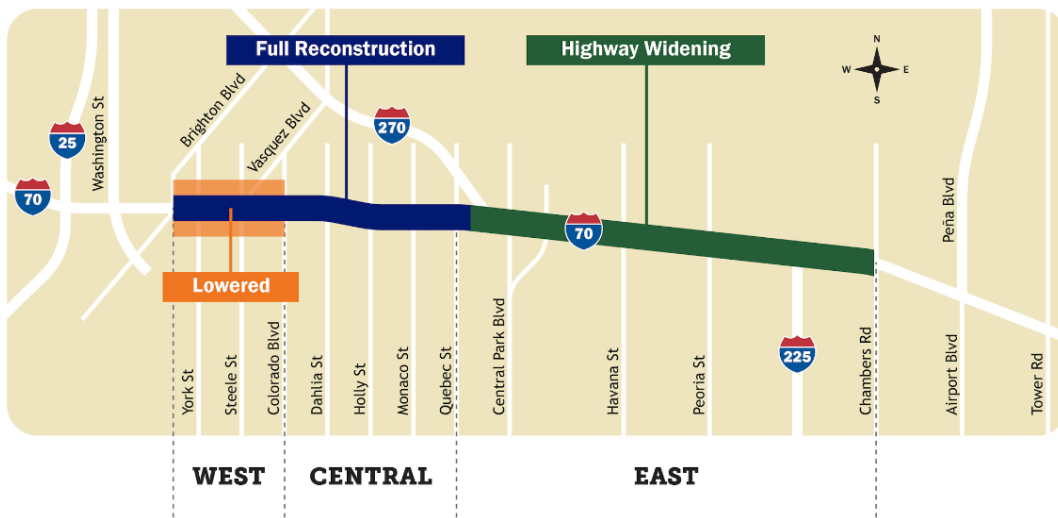 Full Reconstruction
Highway Widening
N
W
E
S
25
Washington St
Brighton Blvd
Vasquez Blvd
270
70
70
Peña Blvd
Lowered
225
York St
Steele St
Colorado Blvd
Dahlia St
Holly St
Monaco St
Quebec St
Central Park Blvd
Havana St
Peoria St
Chambers Rd
Airport Blvd
Tower Rd
WEST
CENTRAL
EAST